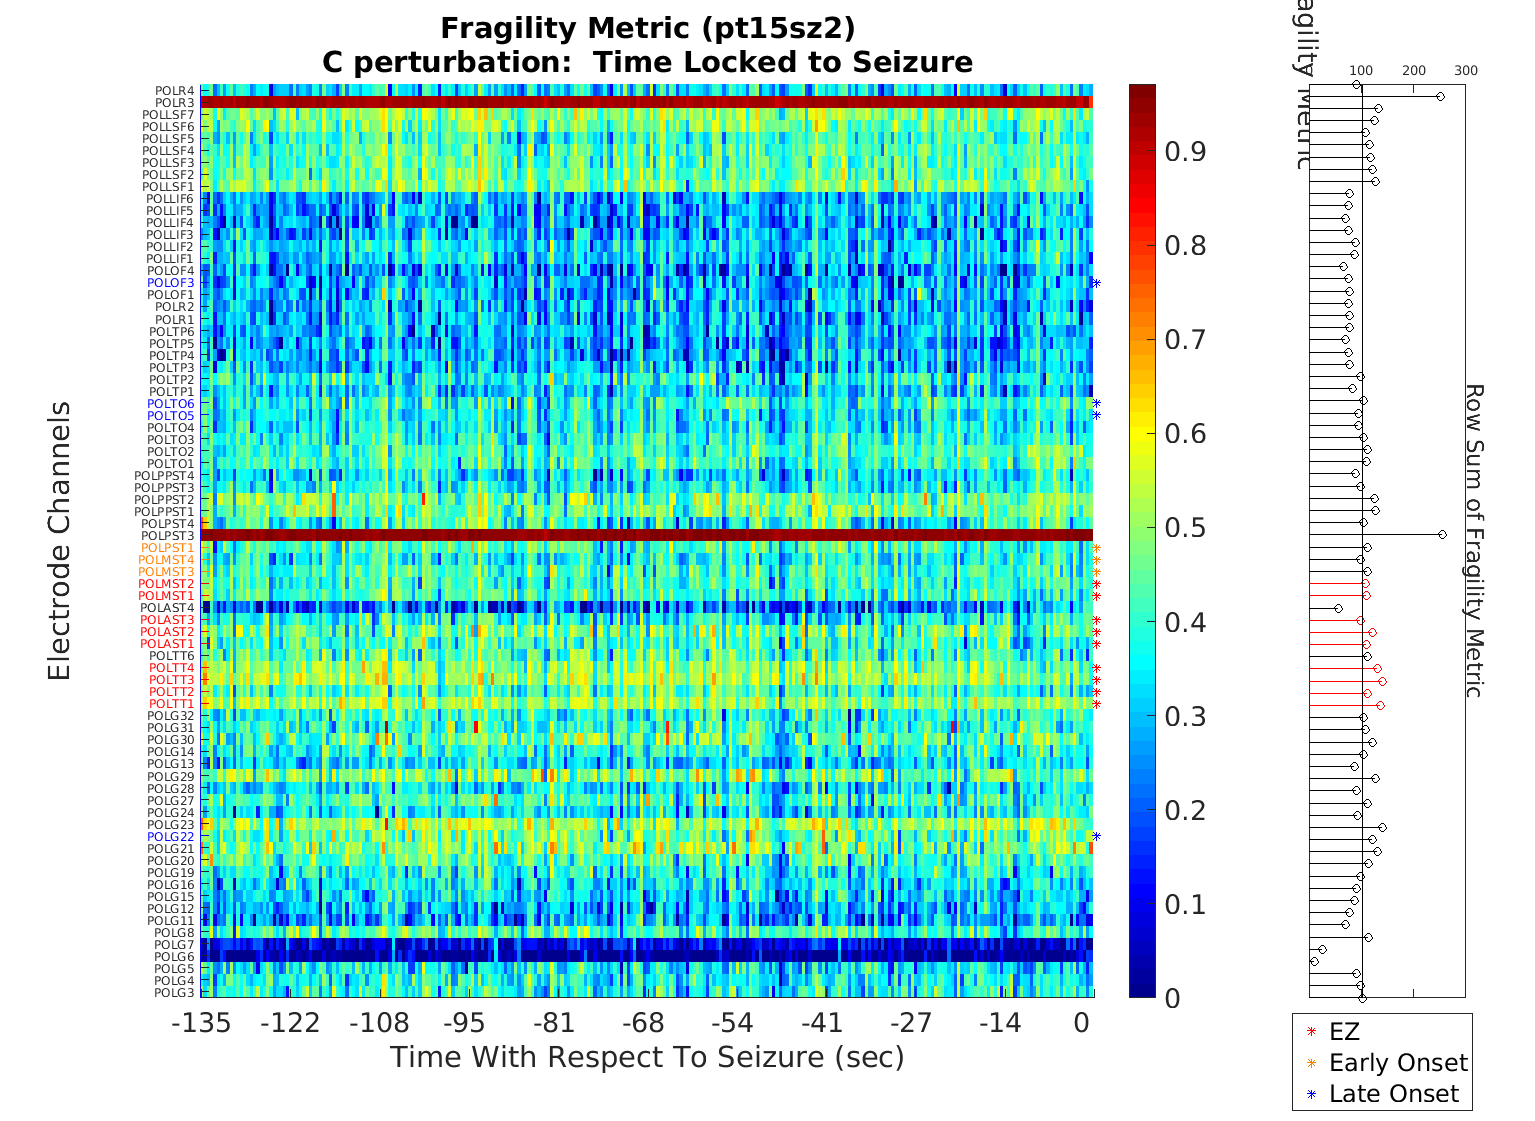 Fragility Metric (pt15sz2)
C perturbation:  Time Locked to Seizure
Electrode Channels
POLR4
POLR3
POLLSF7
POLLSF6
POLLSF5
POLLSF4
POLLSF3
POLLSF2
POLLSF1
POLLIF6
POLLIF5
POLLIF4
POLLIF3
POLLIF2
POLLIF1
POLOF4
POLOF3
POLOF1
POLR2
POLR1
POLTP6
POLTP5
POLTP4
POLTP3
POLTP2
POLTP1
POLTO6
POLTO5
POLTO4
POLTO3
POLTO2
POLTO1
POLPPST4
POLPPST3
POLPPST2
POLPPST1
POLPST4
POLPST3
POLPST1
POLMST4
POLMST3
POLMST2
POLMST1
POLAST4
POLAST3
POLAST2
POLAST1
POLTT6
POLTT4
POLTT3
POLTT2
POLTT1
POLG32
POLG31
POLG30
POLG14
POLG13
POLG29
POLG28
POLG27
POLG24
POLG23
POLG22
POLG21
POLG20
POLG19
POLG16
POLG15
POLG12
POLG11
POLG8
POLG7
POLG6
POLG5
POLG4
POLG3
-135 -122 -108 -95 -81 -68 -54 -41 -27 -14 0
Time With Respect To Seizure (sec)
0.9
0.8
0.7
0.6
0.5
0.4
0.3
0.2
0.1
0
agility Metric
100 200 300
Row Sum of Fragility Metric
EZ
Early Onset
Late Onset